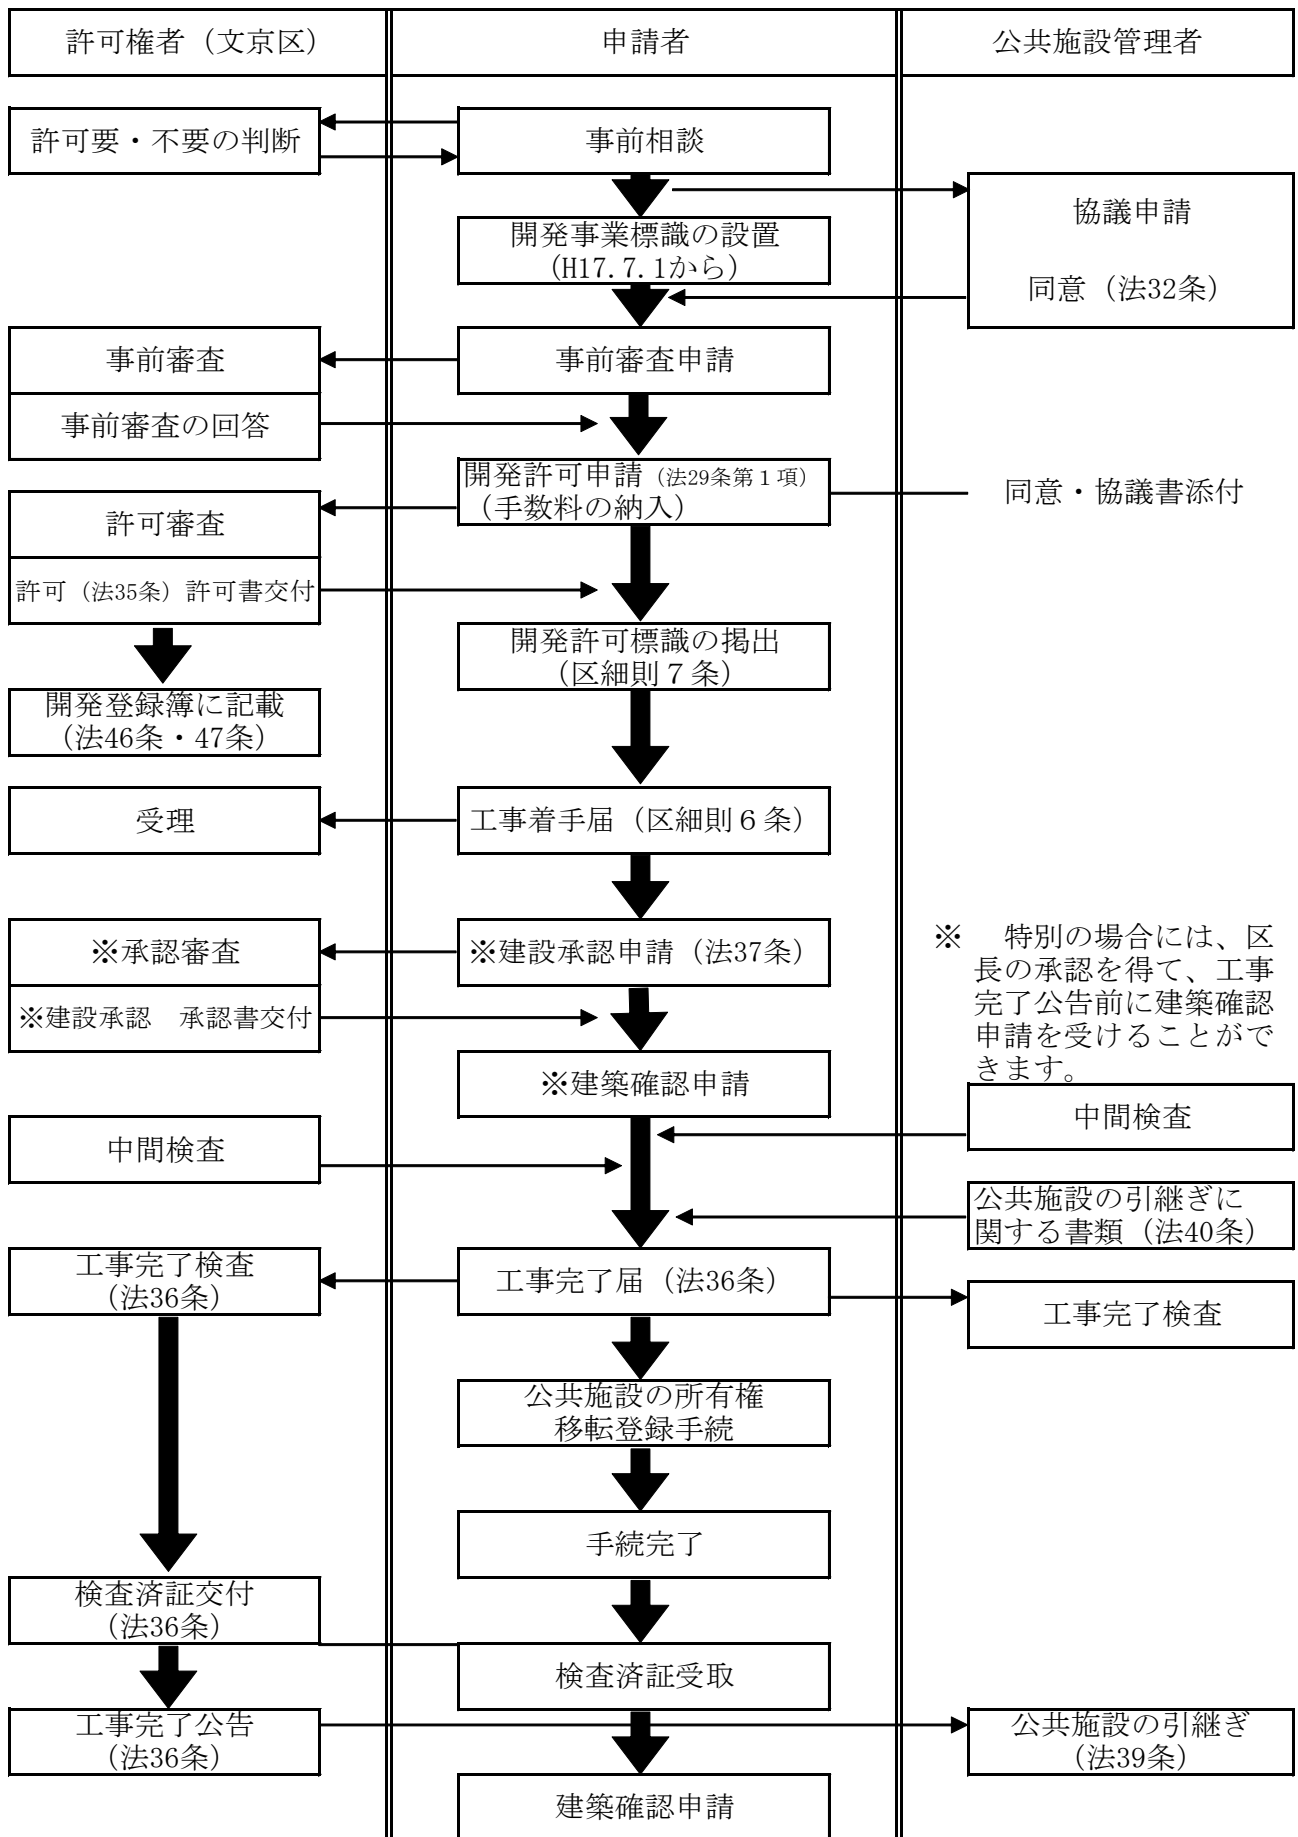 許可権者（文京区）
申請者
公共施設管理者
許可要・不要の判断
事前相談
協議申請
開発事業標識の設置
（H17.7.1から）
同意（法32条）
事前審査
事前審査申請
事前審査の回答
開発許可申請（法29条第１項）
（手数料の納入）
同意・協議書添付
許可審査
許可（法35条）許可書交付
開発許可標識の掲出
（区細則７条）
開発登録簿に記載
（法46条・47条）
受理
工事着手届（区細則６条）
※承認審査
※建設承認申請（法37条）
※　特別の場合には、区
長の承認を得て、工事
完了公告前に建築確認
申請を受けることがで
きます。
※建設承認　承認書交付
※建築確認申請
中間検査
中間検査
公共施設の引継ぎに
関する書類（法40条）
工事完了検査
（法36条）
工事完了届（法36条）
工事完了検査
公共施設の所有権
移転登録手続
手続完了
検査済証交付
（法36条）
検査済証受取
工事完了公告
（法36条）
公共施設の引継ぎ
（法39条）
建築確認申請